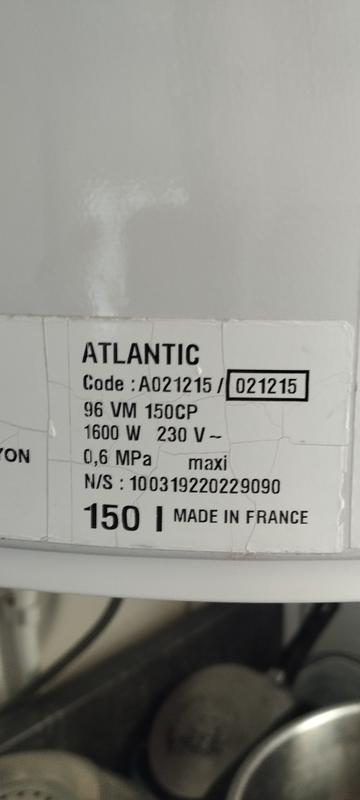 ATLANTIC
Code : A021215 / 021215
96 VM 150CP
1600 W 230 V ~
YON
0,6 MPa maxi
N/S : 100319220229090
150 l MADE IN FRANCE